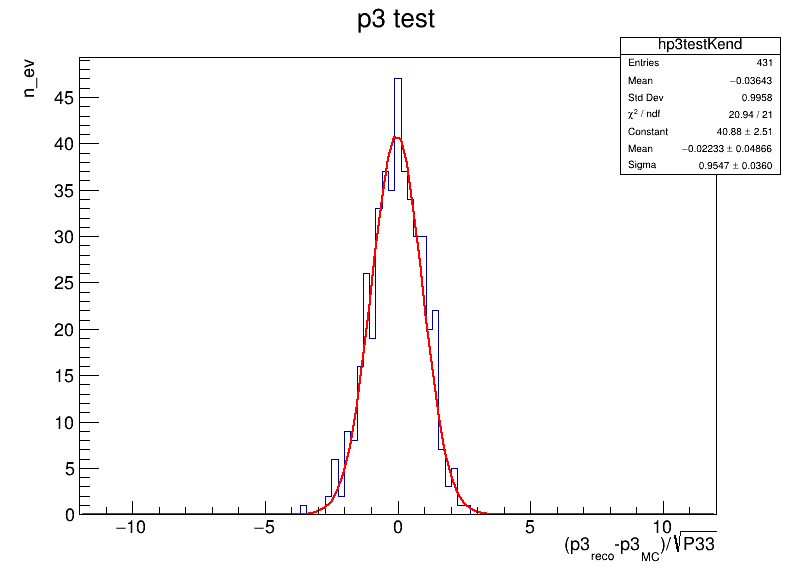 p3 test
n_ev
hp3testKend
Entries 431
Mean −0.03643
Std Dev 0.9958
χ² / ndf 20.94 / 21
Constant 40.88 ± 2.51
Mean −0.02233 ± 0.04866
Sigma 0.9547 ± 0.0360
45
40
35
30
25
20
15
10
5
0
−10 −5 0 5 10
(p3reco-p3MC)/√P33